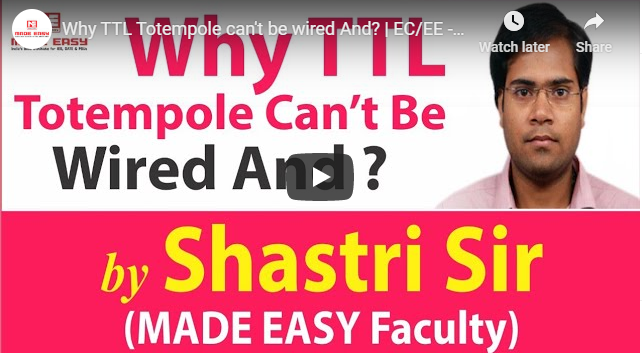 Why TTL Totempole can't be wired And? | EC/EE -...
MADE EASY
Watch later
Share
Why TTL
Totempole Can't Be
Wired And ?
by Shastri Sir
(MADE EASY Faculty)